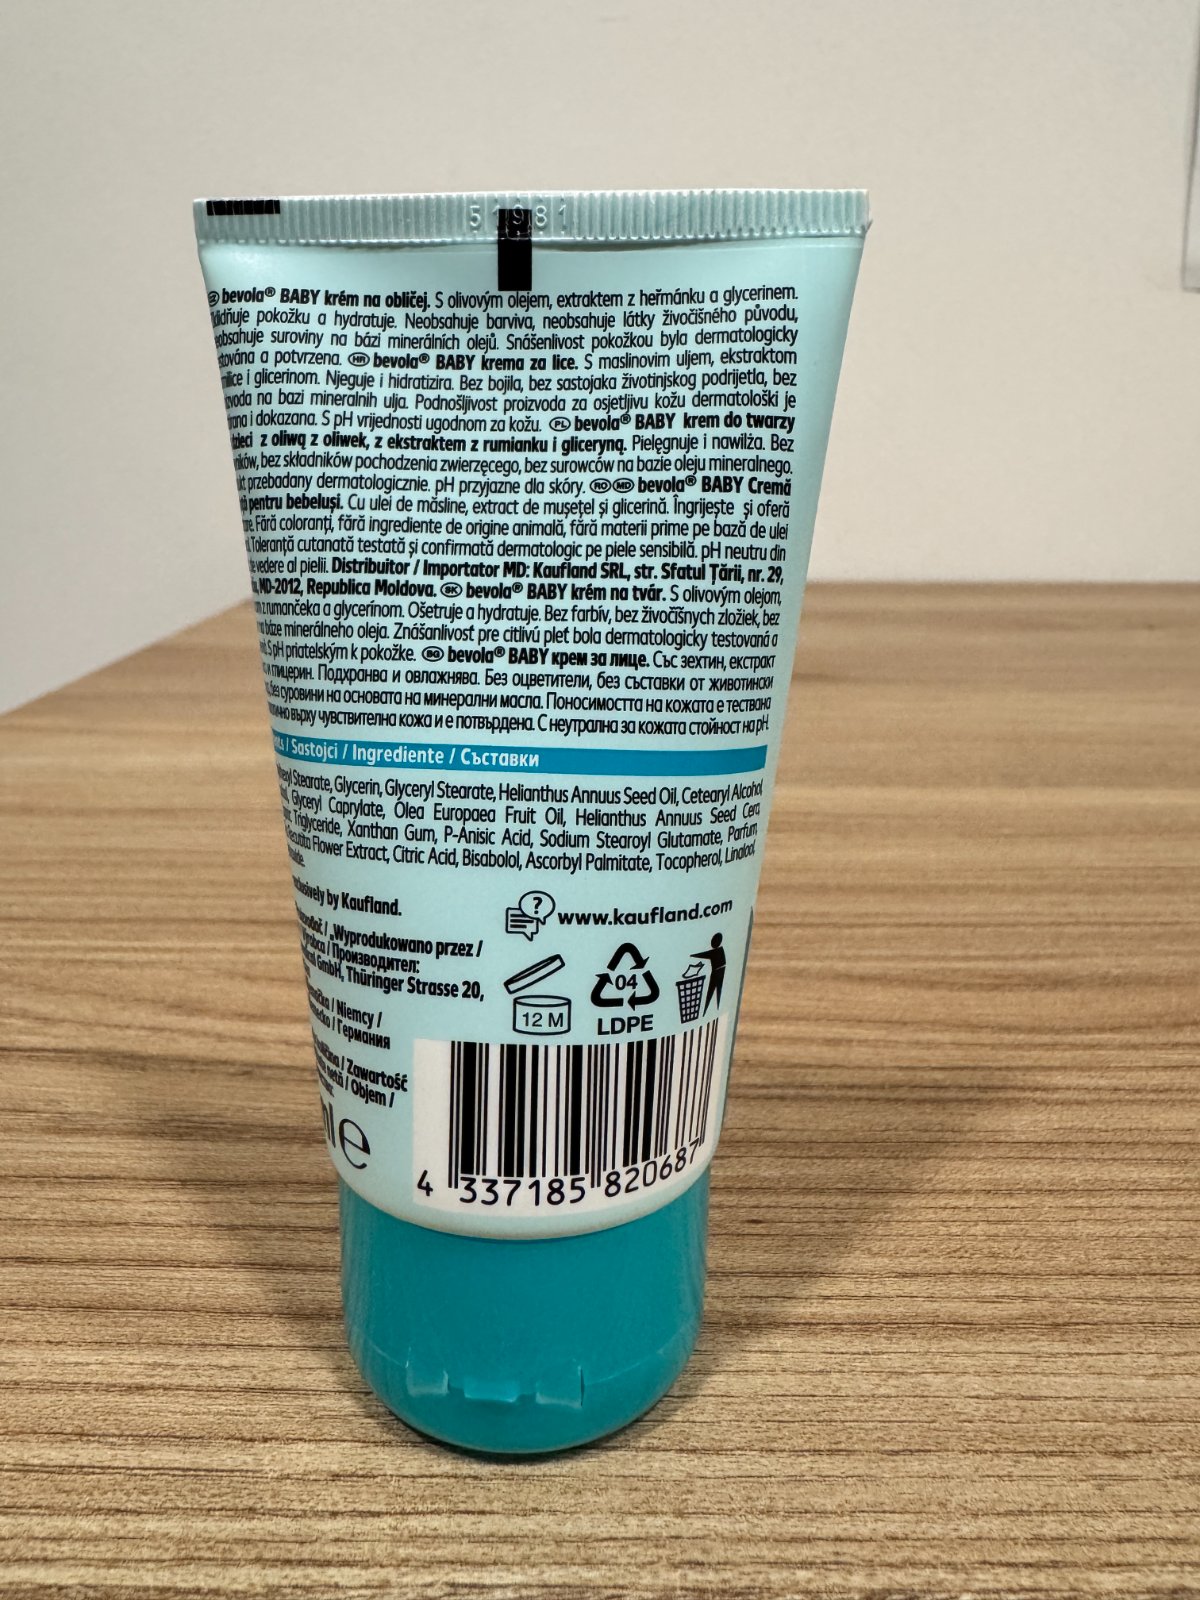 51981
CZ bevola® BABY krém na obličej. S olivovým olejem, extraktem z heřmánku a glycerinem.
pokožku a hydratuje. Neobsahuje barviva, neobsahuje látky živočišného původu,
suroviny na bázi minerálních olejů. Snášenlivost pokožkou byla dermatologicky
a potvrzena. HR bevola® BABY krema za lice. S maslinovim uljem, ekstraktom
i glicerinom. Njeguje i hidratizira. Bez bojila, bez sastojaka životinjskog podrijetla, bez
na bazi mineralnih ulja. Podnošljivost proizvoda za osjetljivu kožu dermatološki je
i dokazana. S pH vrijednosti ugodnom za kožu. PL bevola® BABY krem do twarzy
z oliwą z oliwek, z ekstraktem z rumianku i gliceryną. Pielęgnuje i nawilża. Bez
bez składników pochodzenia zwierzęcego, bez surowców na bazie oleju mineralnego.
przebadany dermatologicznie. pH przyjazne dla skóry. RO MD bevola® BABY Cremă
pentru bebeluși. Cu ulei de măsline, extract de mușețel și glicerină. Îngrijește și oferă
Fără coloranți, fără ingrediente de origine animală, fără materii prime pe bază de ulei
Toleranță cutanată testată și confirmată dermatologic pe piele sensibilă. pH neutru din
vedere al pielii. Distribuitor / Importator MD: Kaufland SRL, str. Sfatul Țării, nr. 29,
MD-2012, Republica Moldova. SK bevola® BABY krém na tvár. S olivovým olejom,
z rumančeka a glycerínom. Ošetruje a hydratuje. Bez farbív, bez živočíšnych zložiek, bez
báze minerálneho oleja. Znášanlivosť pre citlivú pleť bola dermatologicky testovaná a
S pH priateľským k pokožke. BG bevola® BABY крем за лице. Със зехтин, екстракт
и глицерин. Подхранва и овлажнява. Без оцветители, без съставки от животински
без суровини на основата на минерални масла. Поносимостта на кожата е тествана
върху чувствителна кожа и е потвърдена. С неутрална за кожата стойност на pH.
/ Sastojci / Ingrediente / Съставки
Stearate, Glycerin, Glyceryl Stearate, Helianthus Annuus Seed Oil, Cetearyl Alcohol,
Glyceryl Caprylate, Olea Europaea Fruit Oil, Helianthus Annuus Seed Cera,
Triglyceride, Xanthan Gum, P-Anisic Acid, Sodium Stearoyl Glutamate, Parfum,
Flower Extract, Citric Acid, Bisabolol, Ascorbyl Palmitate, Tocopherol, Linalool,
by Kaufland.
www.kaufland.com
/ „Wyprodukowano przez /
/ Производител:
GmbH, Thüringer Strasse 20,
/ Niemcy /
/ Германия
/ Zawartość
/ Objem /
ml e
12 M
04
LDPE
4 337185 820687